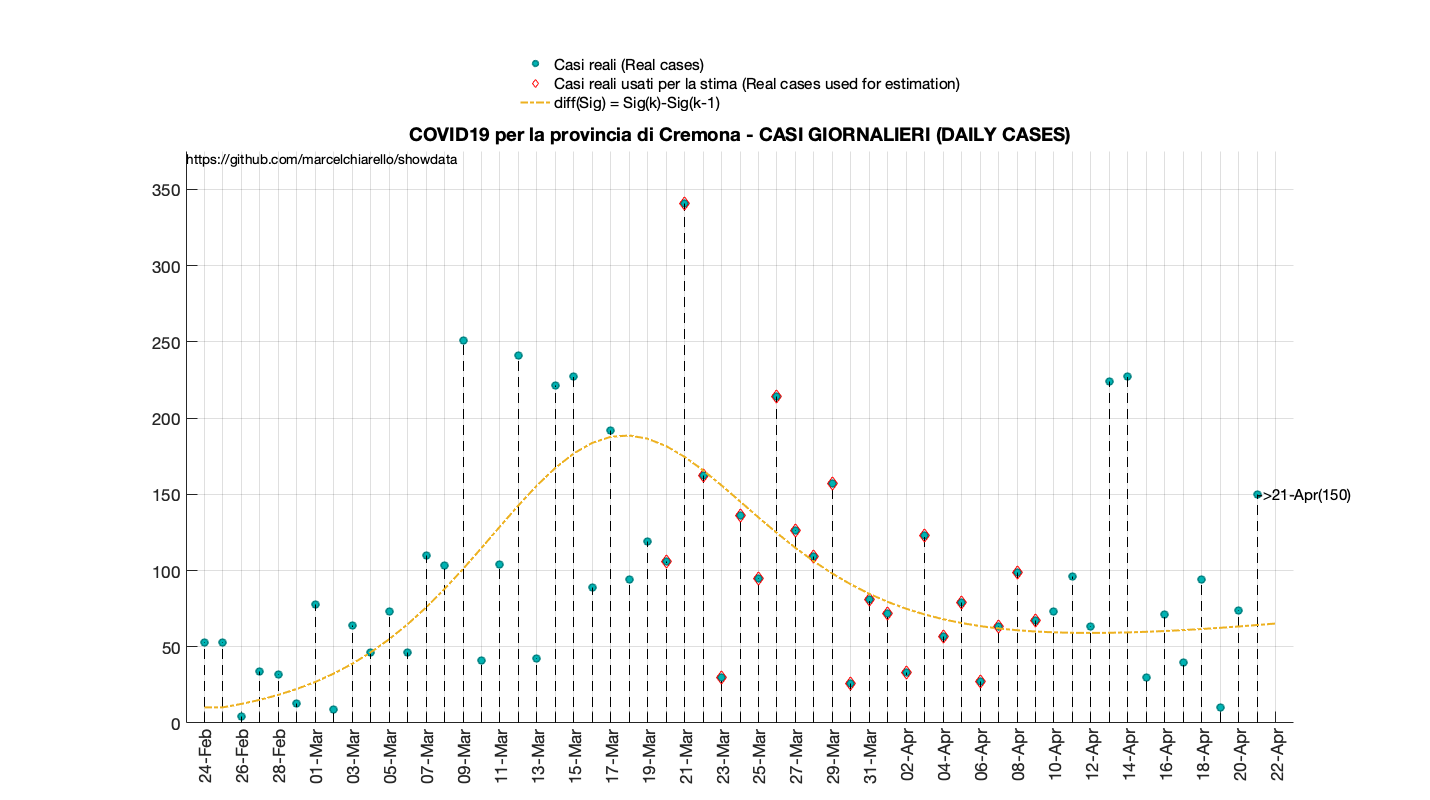 Casi reali (Real cases)
Casi reali usati per la stima (Real cases used for estimation)
diff(Sig) = Sig(k)-Sig(k-1)
COVID19 per la provincia di Cremona - CASI GIORNALIERI (DAILY CASES)
https://github.com/marcelchiarello/showdata
350
300
250
200
150
100
50
0
>21-Apr(150)
24-Feb
26-Feb
28-Feb
01-Mar
03-Mar
05-Mar
07-Mar
09-Mar
11-Mar
13-Mar
15-Mar
17-Mar
19-Mar
21-Mar
23-Mar
25-Mar
27-Mar
29-Mar
31-Mar
02-Apr
04-Apr
06-Apr
08-Apr
10-Apr
12-Apr
14-Apr
16-Apr
18-Apr
20-Apr
22-Apr